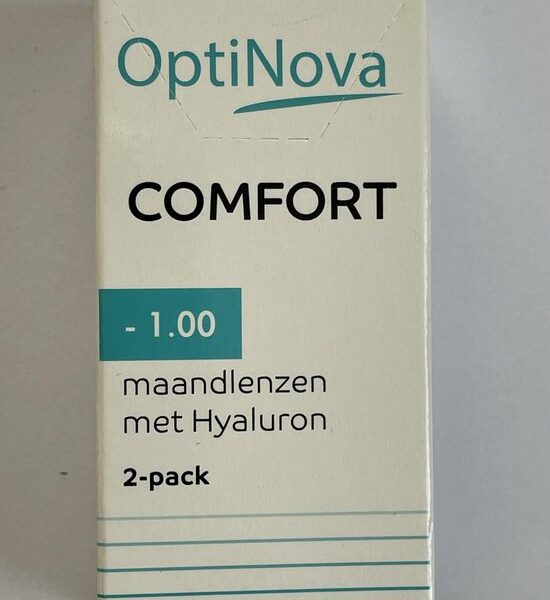 OptiNova
COMFORT
- 1.00
maandlenzen
met Hyaluron
2-pack